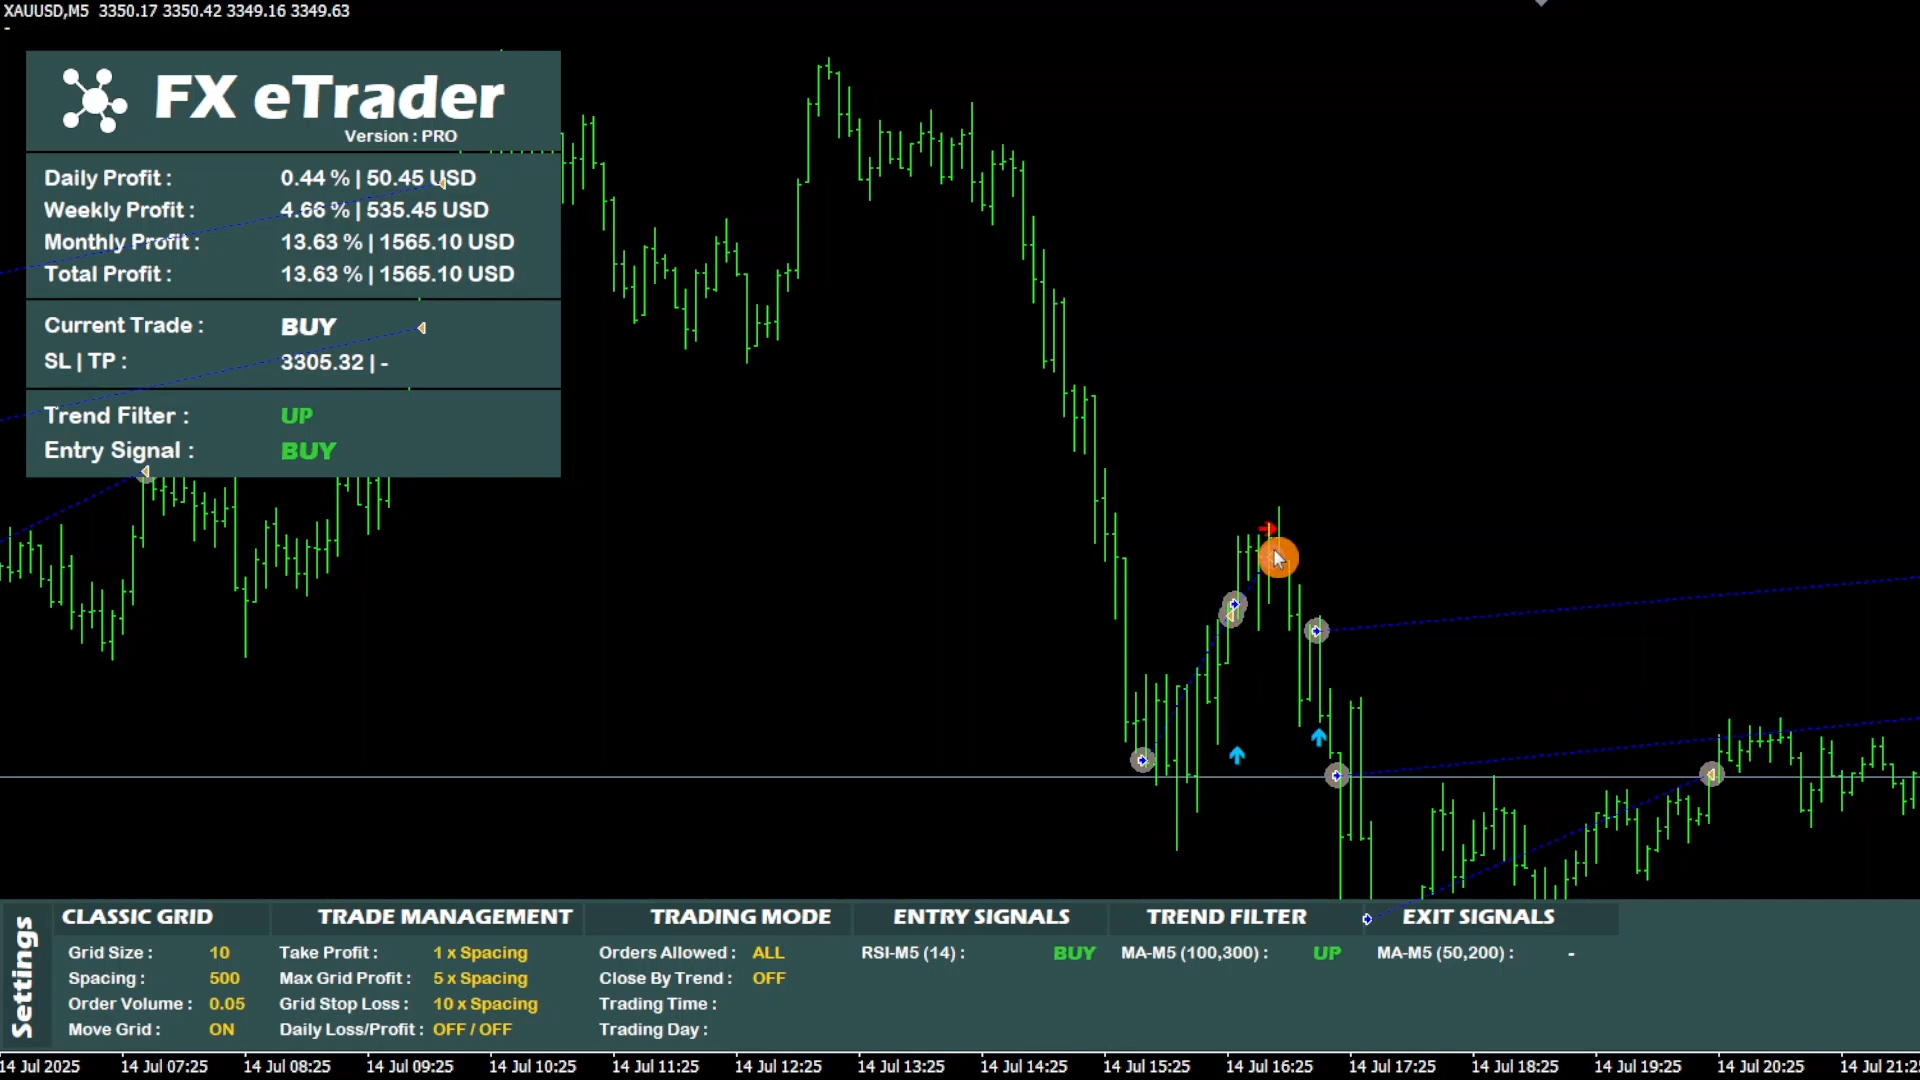 XAUUSD,M5 3350.17 3350.42 3349.16 3349.63
-
FX eTrader
Version : PRO
Daily Profit : 0.44 % | 50.45 USD
Weekly Profit : 4.66 % | 535.45 USD
Monthly Profit : 13.63 % | 1565.10 USD
Total Profit : 13.63 % | 1565.10 USD
Current Trade : BUY
SL | TP : 3305.32 | -
Trend Filter : UP
Entry Signal : BUY
Settings
CLASSIC GRID TRADE MANAGEMENT TRADING MODE ENTRY SIGNALS TREND FILTER EXIT SIGNALS
Grid Size : 10 Take Profit : 1 x Spacing Orders Allowed : ALL RSI-M5 (14) : BUY MA-M5 (100,300) : UP MA-M5 (50,200) : -
Spacing : 500 Max Grid Profit : 5 x Spacing Close By Trend : OFF
Order Volume : 0.05 Grid Stop Loss : 10 x Spacing Trading Time :
Move Grid : ON Daily Loss/Profit : OFF / OFF Trading Day :
14 Jul 2025 14 Jul 07:25 14 Jul 08:25 14 Jul 09:25 14 Jul 10:25 14 Jul 11:25 14 Jul 12:25 14 Jul 13:25 14 Jul 14:25 14 Jul 15:25 14 Jul 16:25 14 Jul 17:25 14 Jul 18:25 14 Jul 19:25 14 Jul 20:25 14 Jul 21:2